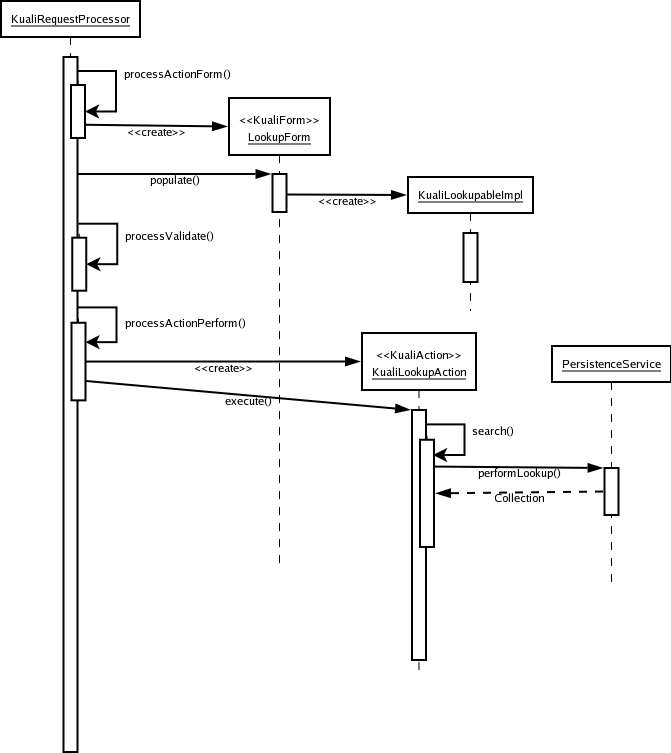 KualiRequestProcessor
processActionForm()
<<create>>
<<KualiForm>>
LookupForm
populate()
<<create>>
KualiLookupableImpl
processValidate()
processActionPerform()
<<create>>
<<KualiAction>>
KualiLookupAction
PersistenceService
execute()
search()
performLookup()
Collection